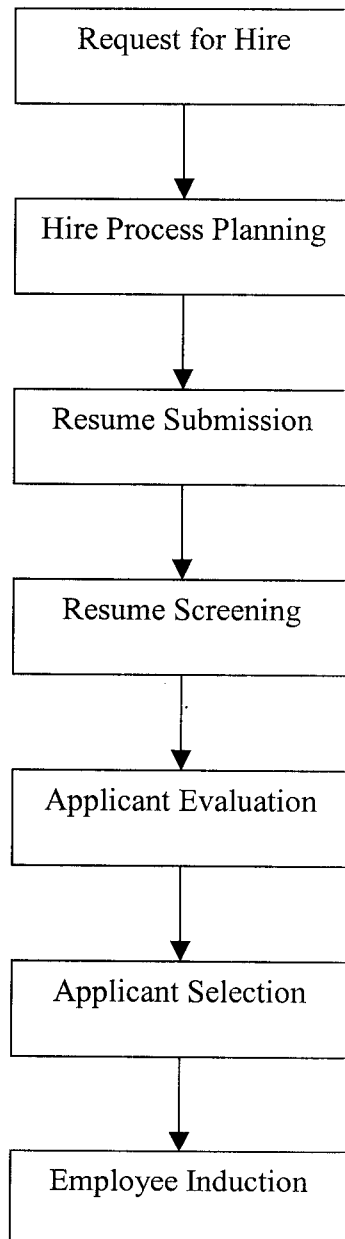 Request for Hire
Hire Process Planning
Resume Submission
Resume Screening
Applicant Evaluation
Applicant Selection
Employee Induction